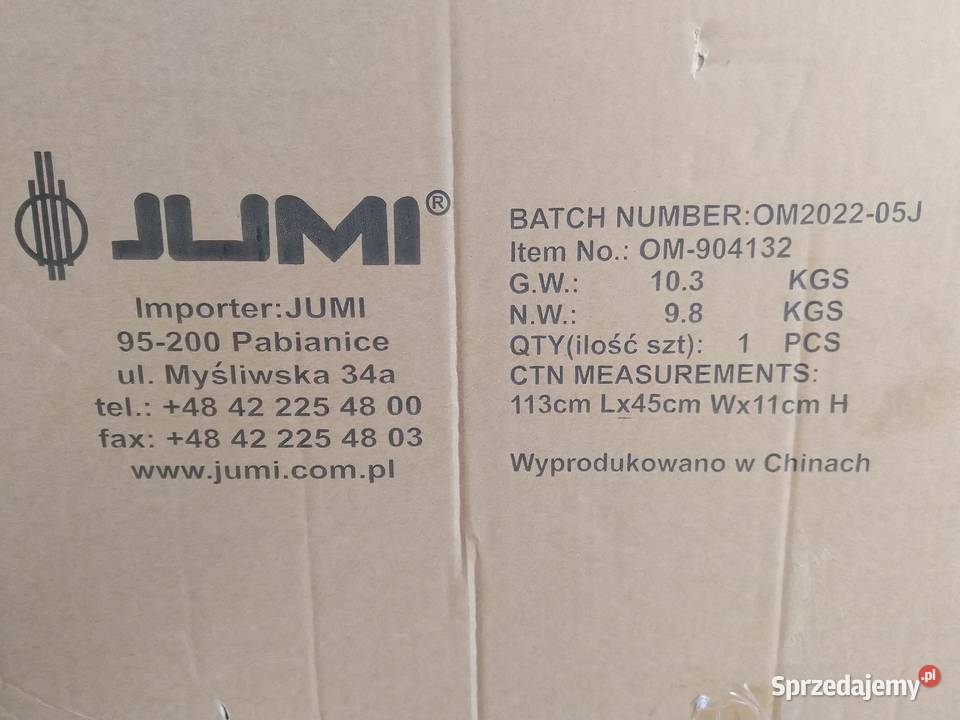 JUMI®
Importer:JUMI
95-200 Pabianice
ul. Myśliwska 34a
tel.: +48 42 225 48 00
fax: +48 42 225 48 03
www.jumi.com.pl
BATCH NUMBER:OM2022-05J
Item No.: OM-904132
G.W.: 10.3 KGS
N.W.: 9.8 KGS
QTY(ilość szt): 1 PCS
CTN MEASUREMENTS:
113cm Lx45cm Wx11cm H
Wyprodukowano w Chinach
Sprzedajemy.pl